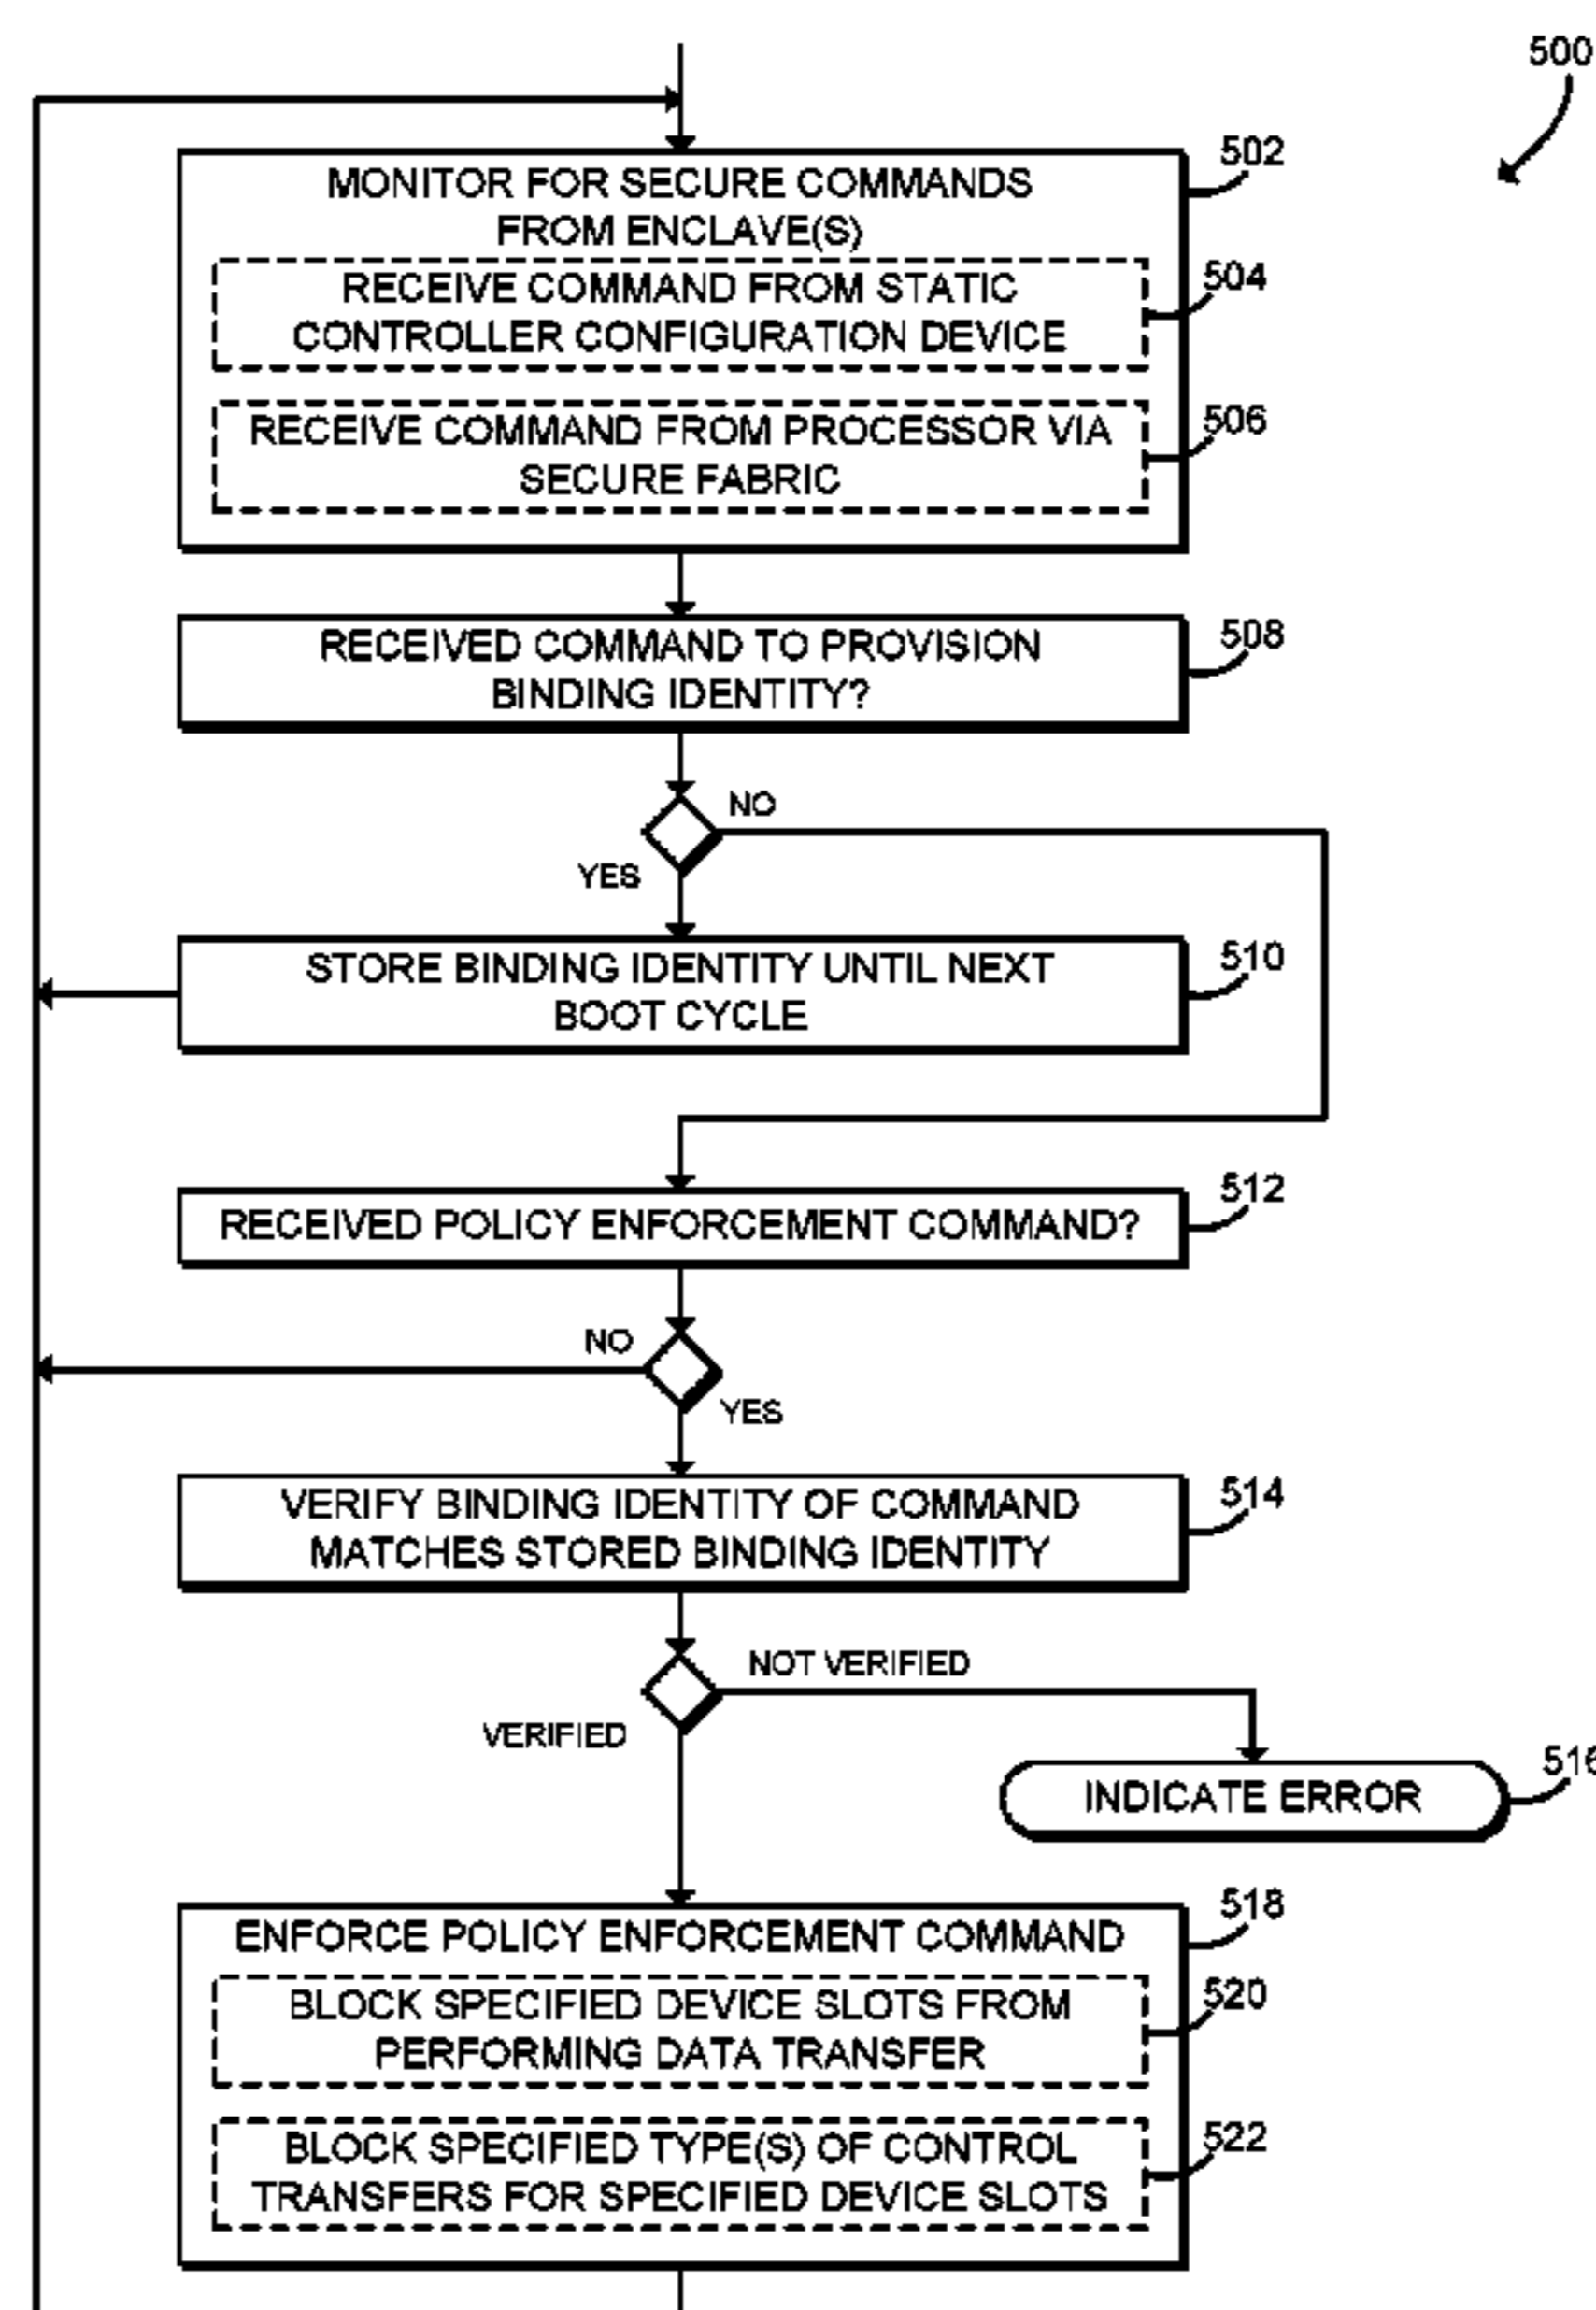 500
MONITOR FOR SECURE COMMANDS
FROM ENCLAVE(S)
502
RECEIVE COMMAND FROM STATIC
CONTROLLER CONFIGURATION DEVICE
504
RECEIVE COMMAND FROM PROCESSOR VIA
SECURE FABRIC
506
RECEIVED COMMAND TO PROVISION
BINDING IDENTITY?
508
NO
YES
STORE BINDING IDENTITY UNTIL NEXT
BOOT CYCLE
510
RECEIVED POLICY ENFORCEMENT COMMAND?
512
NO
YES
VERIFY BINDING IDENTITY OF COMMAND
MATCHES STORED BINDING IDENTITY
514
NOT VERIFIED
VERIFIED
INDICATE ERROR
516
ENFORCE POLICY ENFORCEMENT COMMAND
518
BLOCK SPECIFIED DEVICE SLOTS FROM
PERFORMING DATA TRANSFER
520
BLOCK SPECIFIED TYPE(S) OF CONTROL
TRANSFERS FOR SPECIFIED DEVICE SLOTS
522